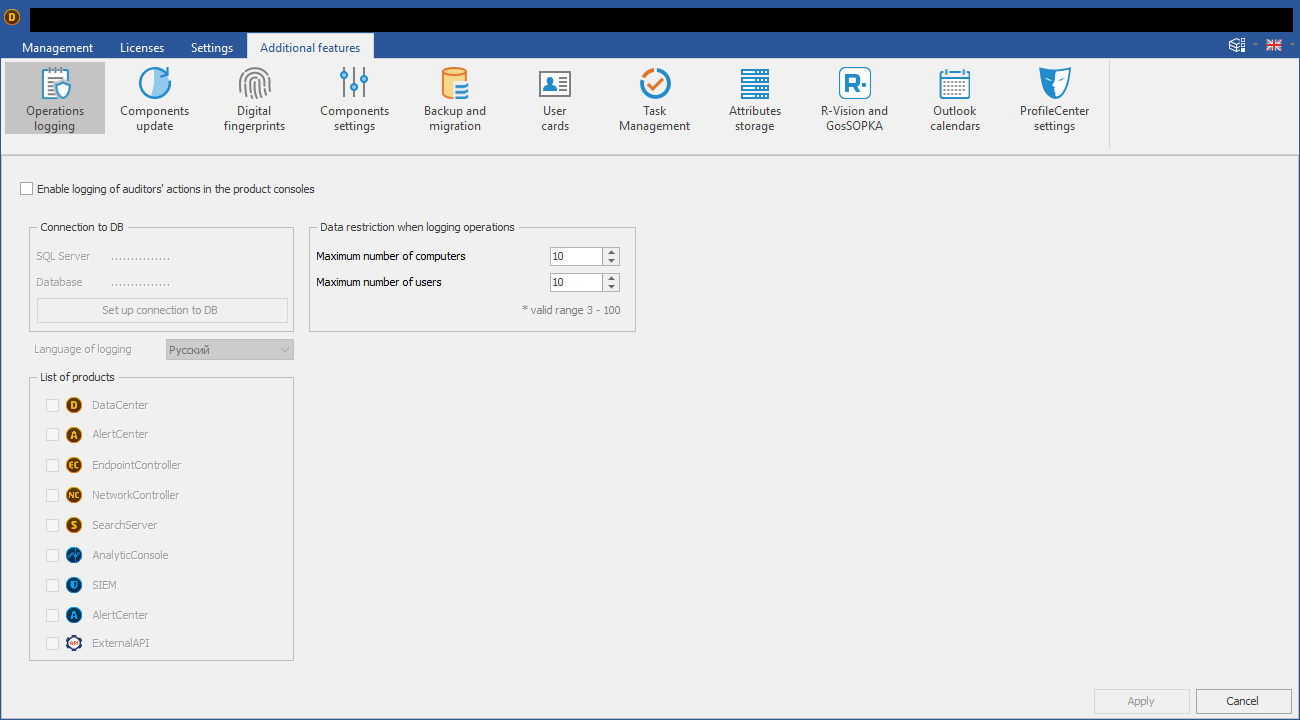 D
Management Licenses Settings Additional features
Operations logging
Components update
Digital fingerprints
Components settings
Backup and migration
User cards
Task Management
Attributes storage
R-Vision and GosSOPKA
Outlook calendars
ProfileCenter settings
Enable logging of auditors' actions in the product consoles
Connection to DB
SQL Server ...............
Database ...............
Set up connection to DB
Data restriction when logging operations
Maximum number of computers 10
Maximum number of users 10
* valid range 3 - 100
Language of logging Русский
List of products
D DataCenter
A AlertCenter
EC EndpointController
NC NetworkController
S SearchServer
AnalyticConsole
SIEM
A AlertCenter
API ExternalAPI
Apply Cancel